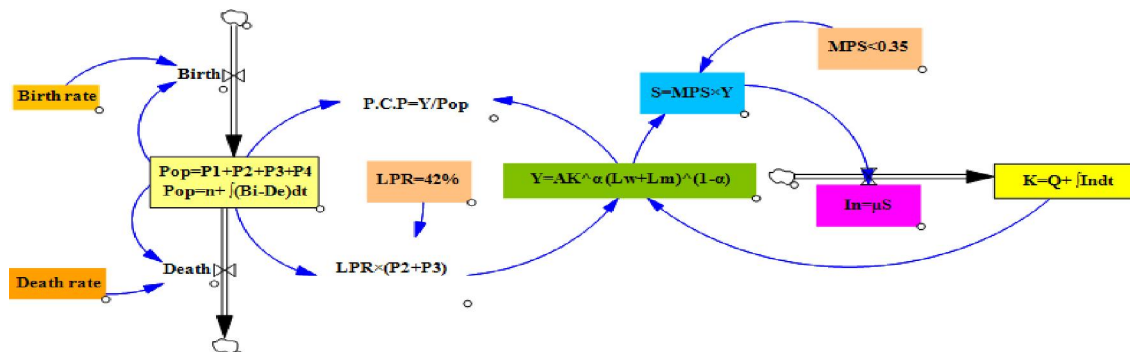 MPS<0.35
Birth
Birth rate
S=MPS×Y
P.C.P=Y/Pop
Pop=P1+P2+P3+P4
Pop=n+ ∫(Bi-De)dt
LPR=42%
Y=AK^α (Lw+Lm)^(1-α)
K=Q+ ∫Indt
In=μS
Death
LPR×(P2+P3)
Death rate